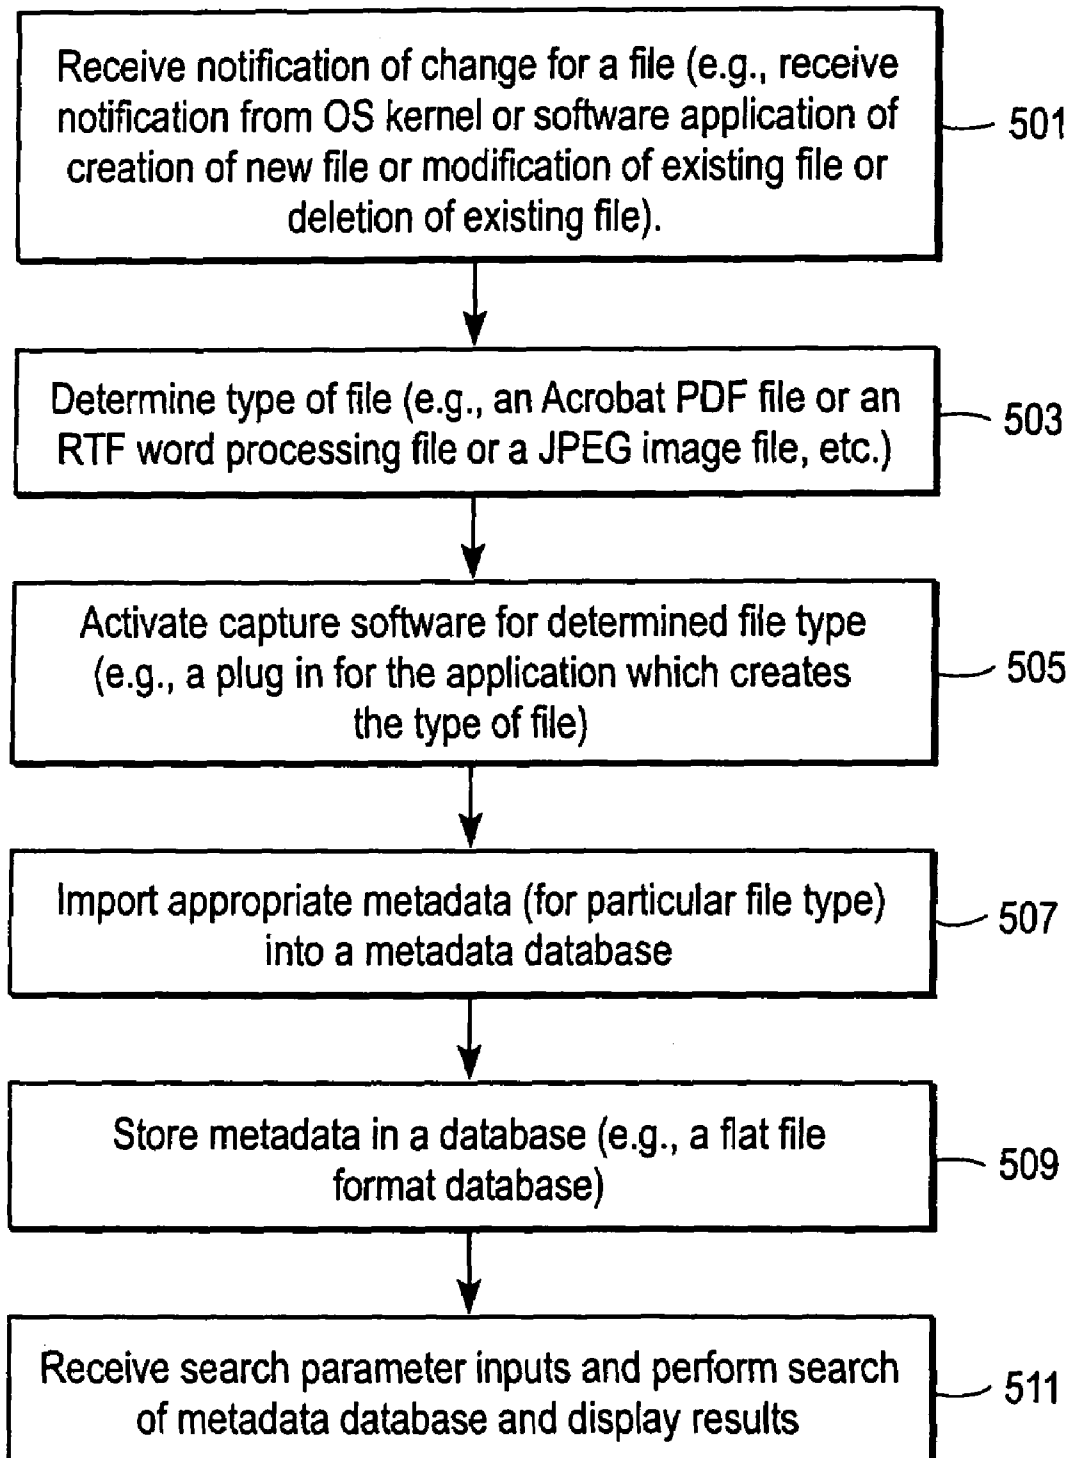 Receive notification of change for a file (e.g., receive
notification from OS kernel or software application of
creation of new file or modification of existing file or
deletion of existing file).
501
Determine type of file (e.g., an Acrobat PDF file or an
RTF word processing file or a JPEG image file, etc.)
503
Activate capture software for determined file type
(e.g., a plug in for the application which creates
the type of file)
505
Import appropriate metadata (for particular file type)
into a metadata database
507
Store metadata in a database (e.g., a flat file
format database)
509
Receive search parameter inputs and perform search
of metadata database and display results
511